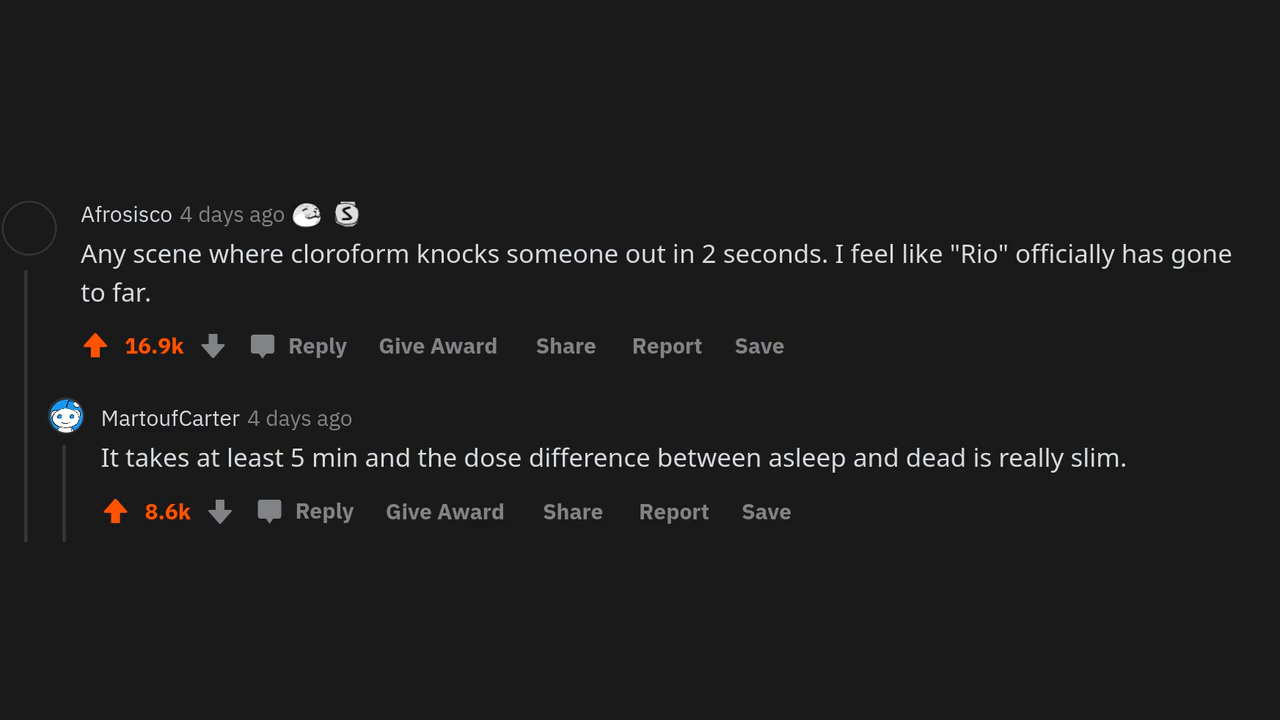 Afrosisco 4 days ago
Any scene where cloroform knocks someone out in 2 seconds. I feel like "Rio" officially has gone
to far.
16.9k Reply Give Award Share Report Save
MartoufCarter 4 days ago
It takes at least 5 min and the dose difference between asleep and dead is really slim.
8.6k Reply Give Award Share Report Save